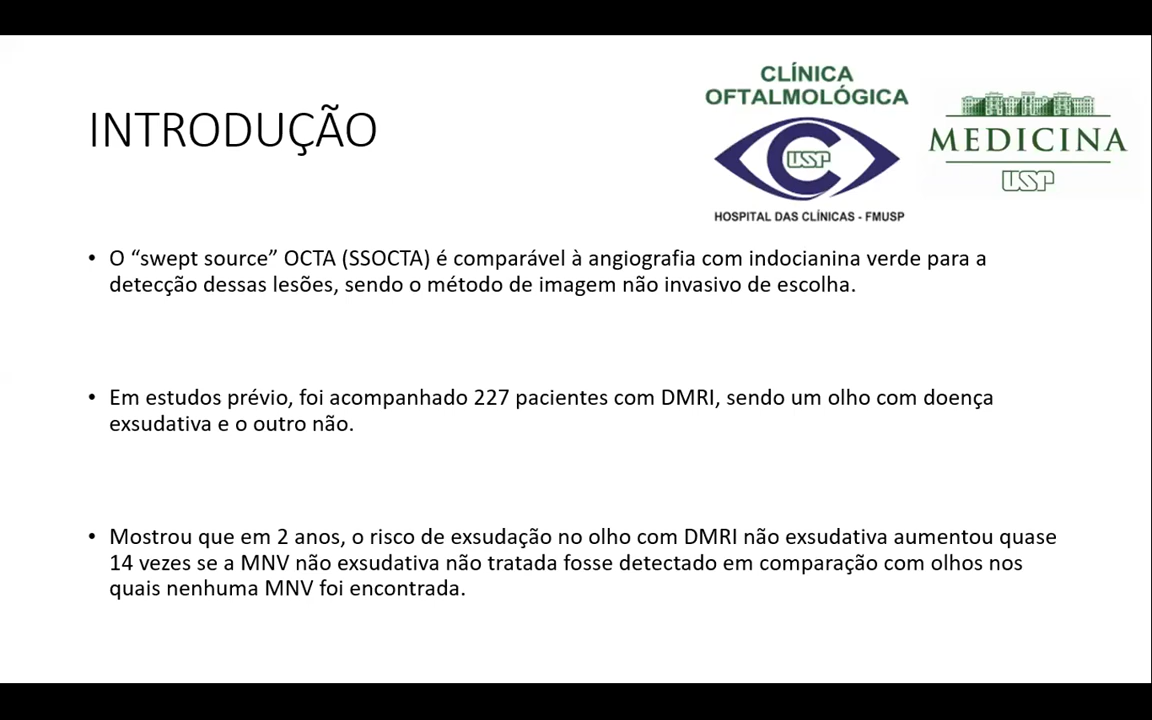 CLÍNICA
OFTALMOLÓGICA
USP
HOSPITAL DAS CLÍNICAS - FMUSP
MEDICINA
USP
INTRODUÇÃO
• O “swept source” OCTA (SSOCTA) é comparável à angiografia com indocianina verde para a
detecção dessas lesões, sendo o método de imagem não invasivo de escolha.
• Em estudos prévio, foi acompanhado 227 pacientes com DMRI, sendo um olho com doença
exsudativa e o outro não.
• Mostrou que em 2 anos, o risco de exsudação no olho com DMRI não exsudativa aumentou quase
14 vezes se a MNV não exsudativa não tratada fosse detectado em comparação com olhos nos
quais nenhuma MNV foi encontrada.